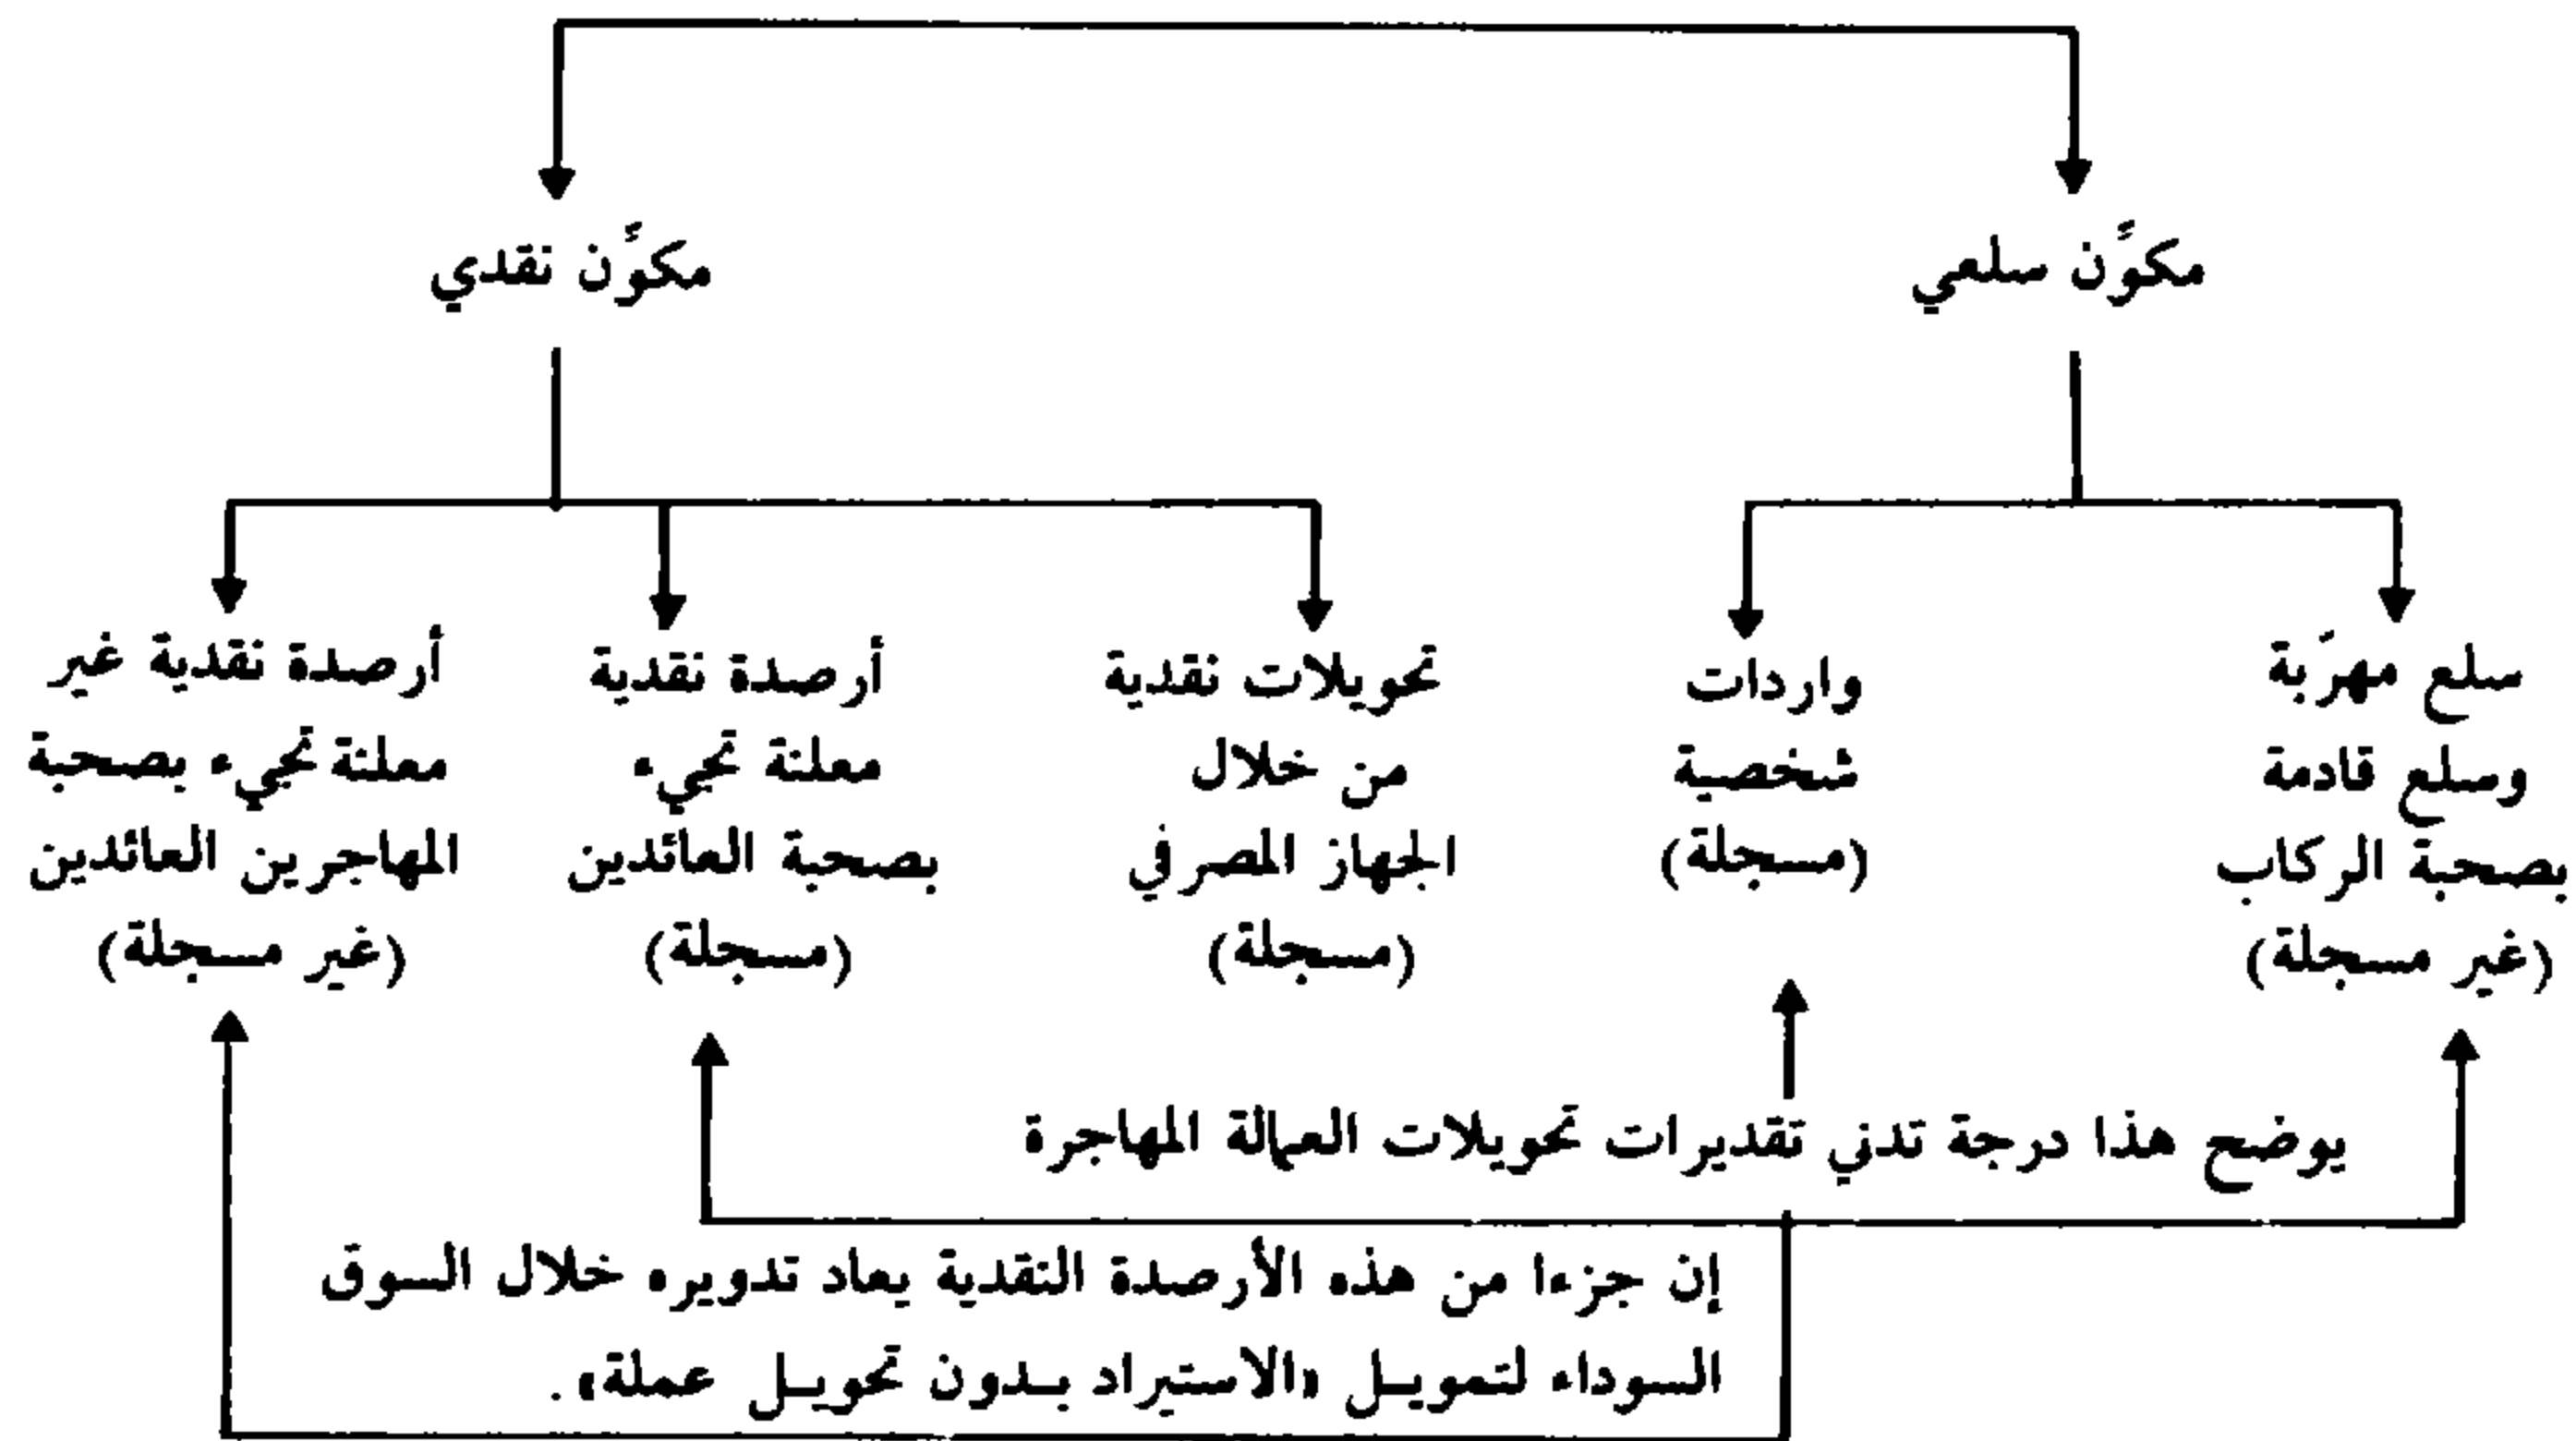 مكوَّن سلعي
مكوَّن نقدي
سلع مهرَبة
وسلع قادمة
بصحبة الركاب
(غير مسجلة)
واردات
شخصية
(مسجلة)
تحويلات نقدية
من خلال
الجهاز المصرفي
(مسجلة)
أرصدة نقدية
معلنة تجيء
بصحبة العائدين
(مسجلة)
أرصدة نقدية غير
معلنة تجيء بصحبة
المهاجرين العائدين
(غير مسجلة)
يوضح هذا درجة تدني تقديرات تحويلات العمالة المهاجرة
إن جزءا من هذه الأرصدة النقدية يعاد تدويره خلال السوق
السوداء لتمويل «الاستيراد بدون تحويل عملة».